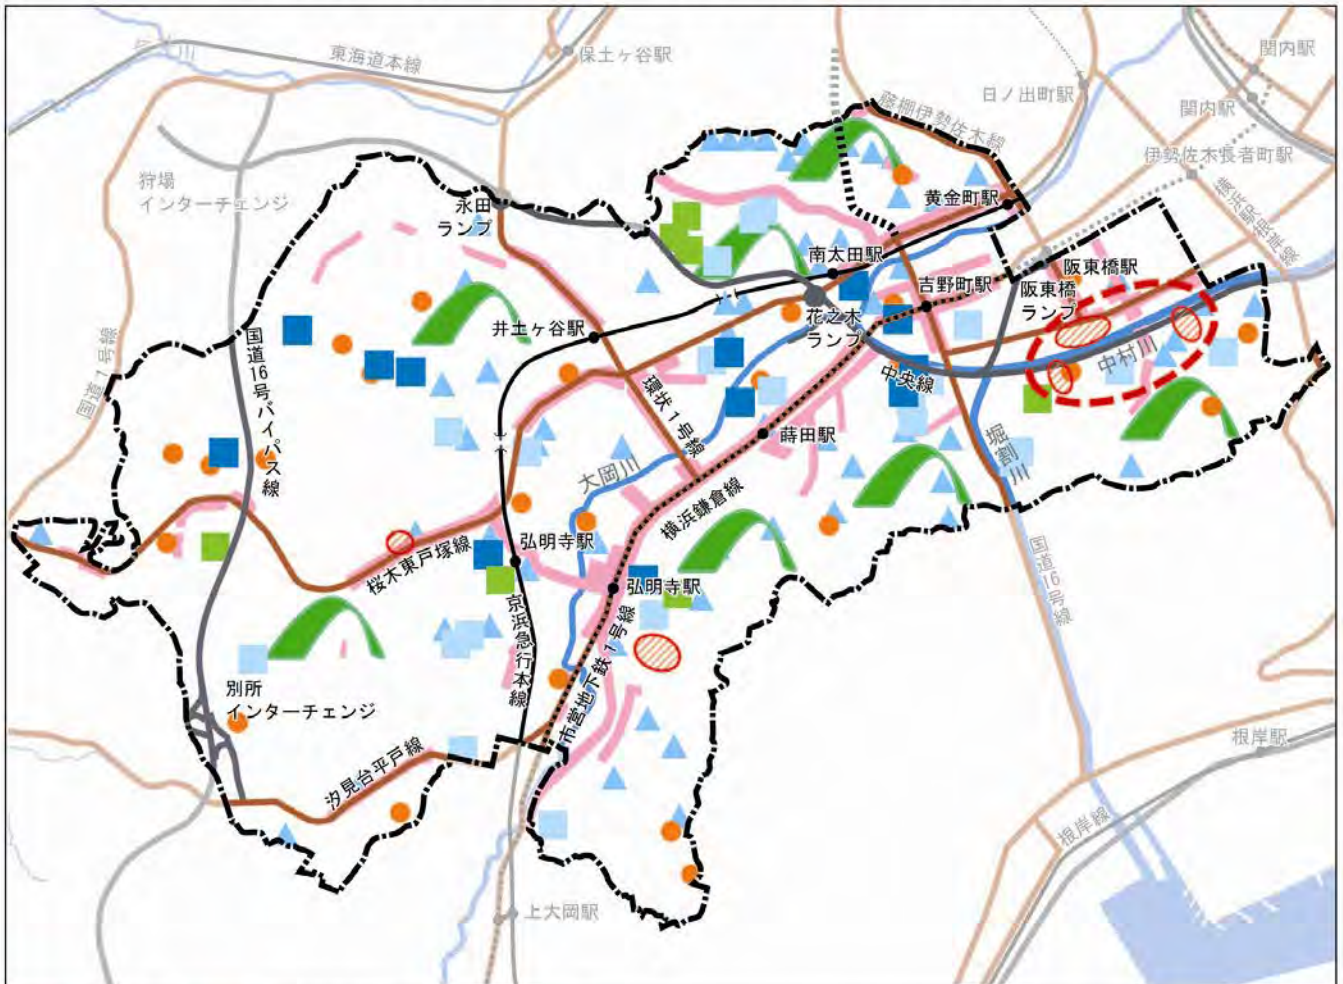 保土ヶ谷駅
東海道本線
関内駅
日ノ出町駅
関内駅
藤棚伊勢佐木線
伊勢佐木長者町駅
狩場
インターチェンジ
永田
ランプ
黄金町駅
横浜駅根岸線
南太田駅
阪東橋駅
吉野町駅
阪東橋
ランプ
花之木
ランプ
井土ヶ谷駅
国道16号バイパス線
国道1号線
中村川
中央線
環状1号線
蒔田駅
堀割川
大岡川
横浜鎌倉線
弘明寺駅
桜木東戸塚線
弘明寺駅
国道16号線
京浜急行本線
市営地下鉄1号線
別所
インターチェンジ
根岸駅
汐見台平戸線
根岸線
上大岡駅